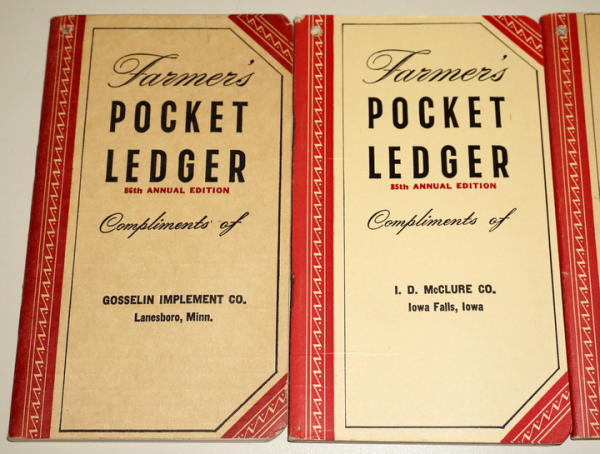 Farmer's
POCKET
LEDGER
86th ANNUAL EDITION
Compliments of
GOSSELIN IMPLEMENT CO.
Lanesboro, Minn.
Farmer's
POCKET
LEDGER
85th ANNUAL EDITION
Compliments of
I. D. McCLURE CO.
Iowa Falls, Iowa